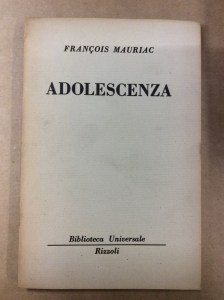 FRANÇOIS MAURIAC
ADOLESCENZA
Biblioteca Universale
Rizzoli